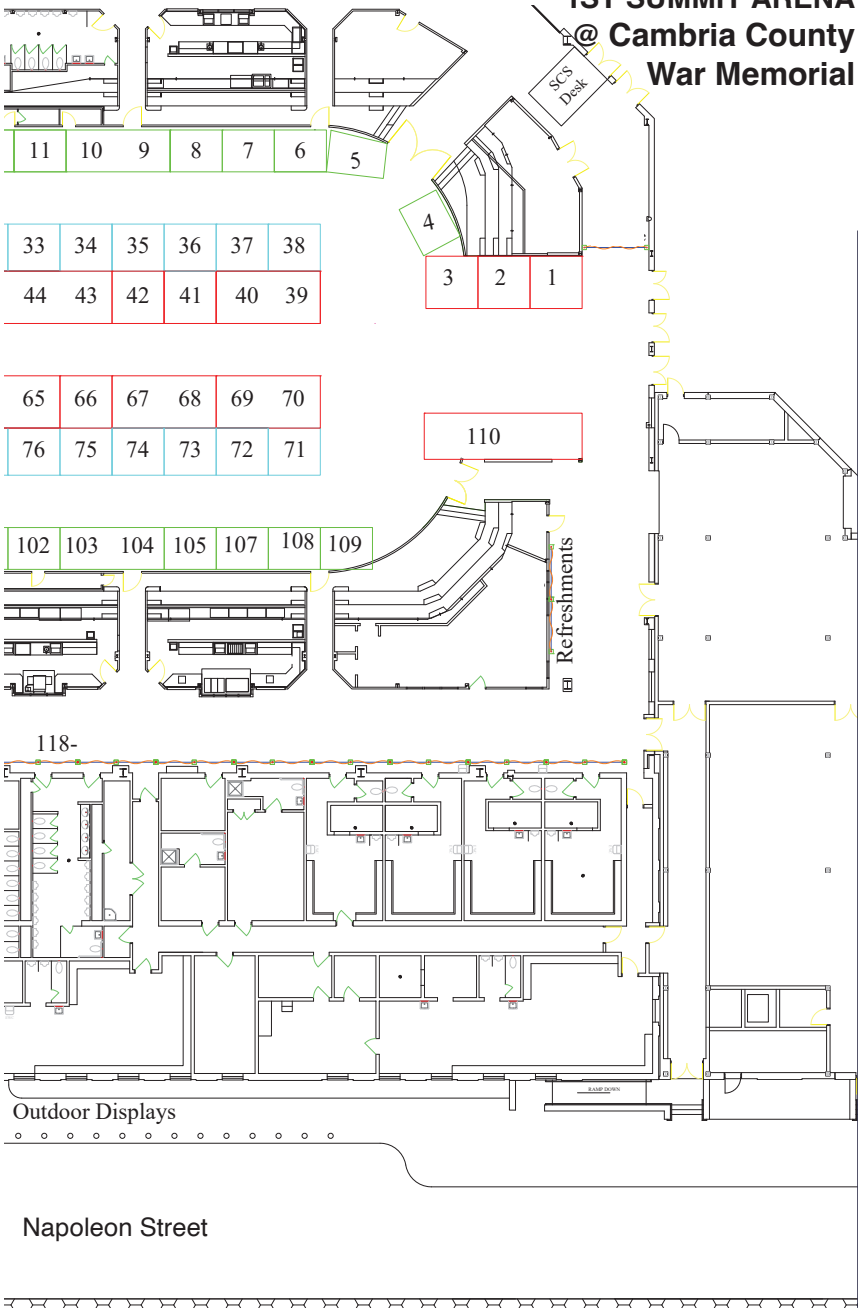 1ST SUMMIT ARENA
@ Cambria County
War Memorial
SCS
Desk
11 10 9 8 7 6 5
4
33 34 35 36 37 38
44 43 42 41 40 39
3 2 1
65 66 67 68 69 70
76 75 74 73 72 71
110
102 103 104 105 107 108 109
Refreshments
118-
RAMP DOWN
Outdoor Displays
Napoleon Street